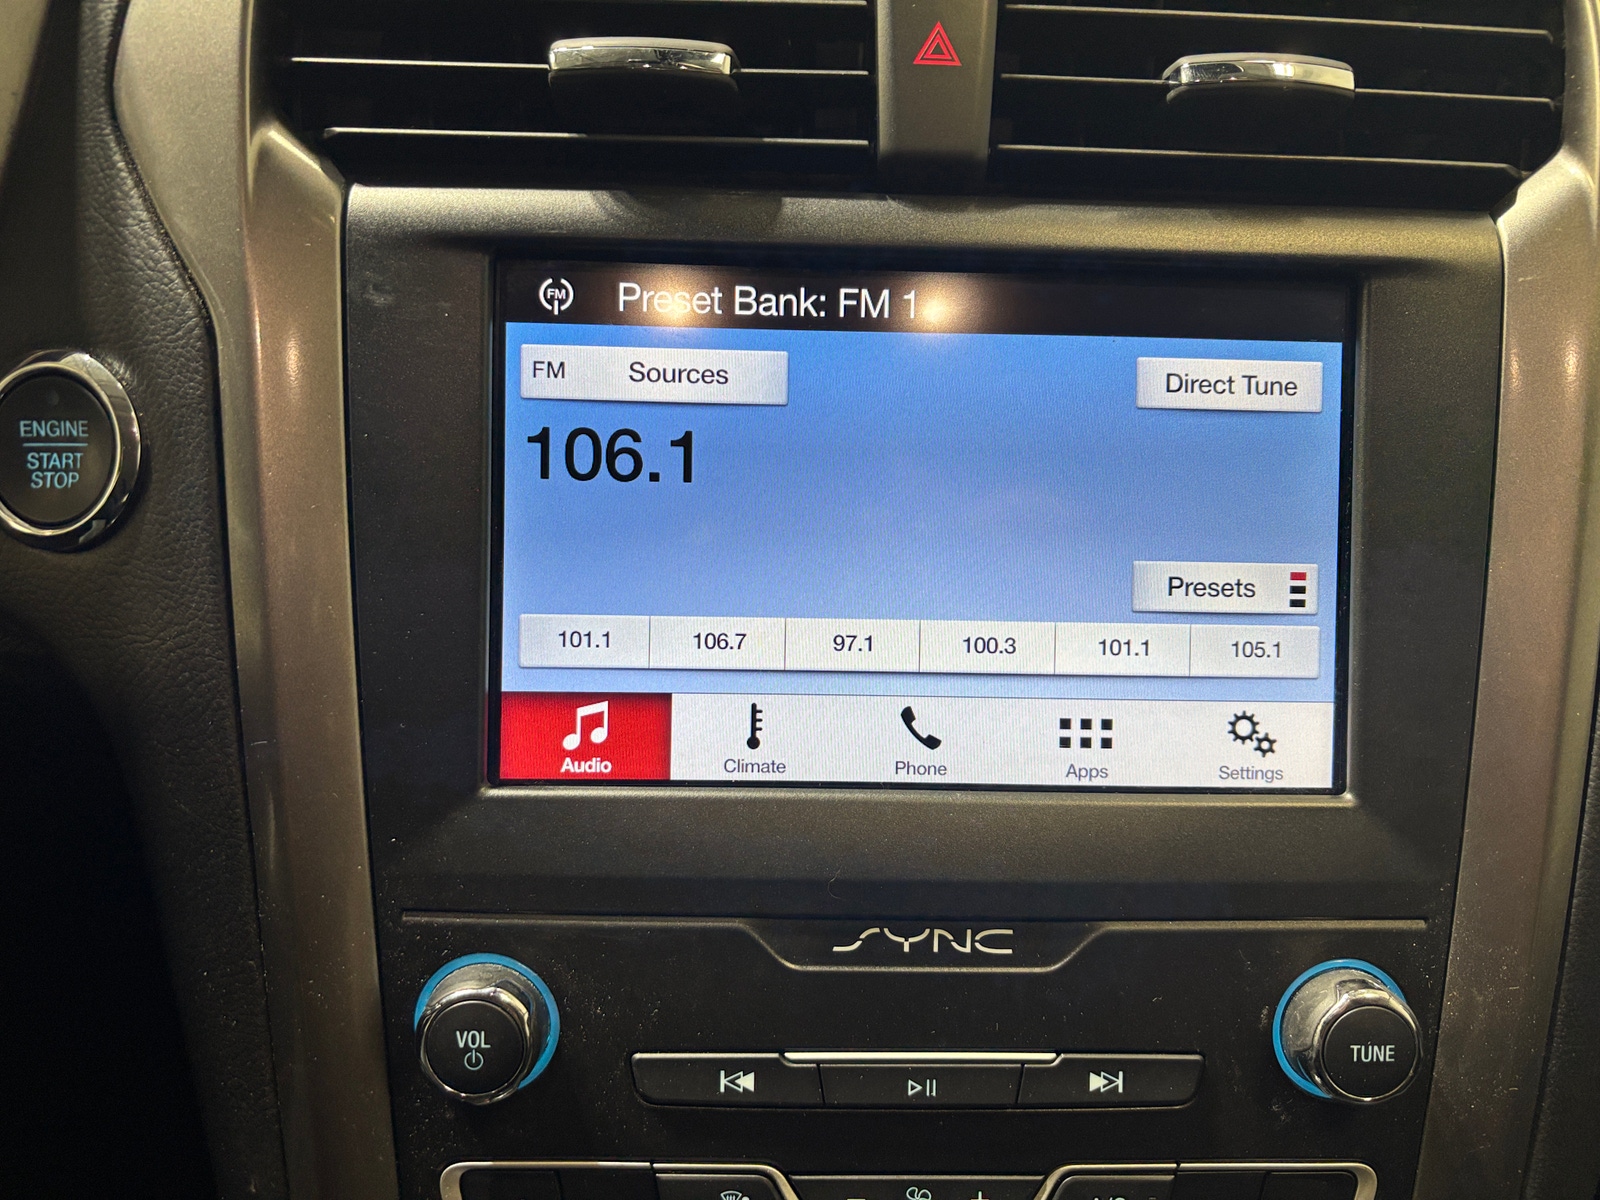 FM Preset Bank: FM 1
FM Sources
Direct Tune
106.1
Presets
101.1 106.7 97.1 100.3 101.1 105.1
Audio Climate Phone Apps Settings
ENGINE
START
STOP
SYNC
VOL
TUNE